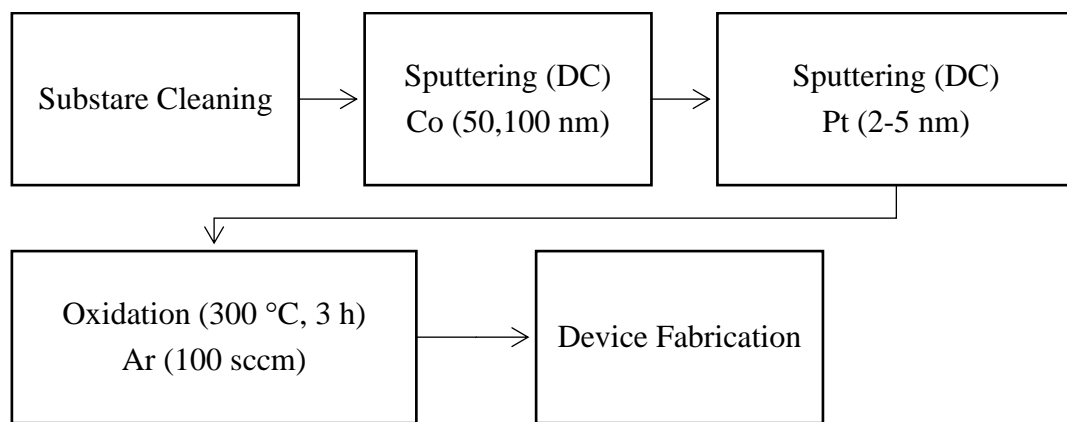 Substare Cleaning
Sputtering (DC)
Co (50,100 nm)
Sputtering (DC)
Pt (2-5 nm)
Oxidation (300 °C, 3 h)
Ar (100 sccm)
Device Fabrication